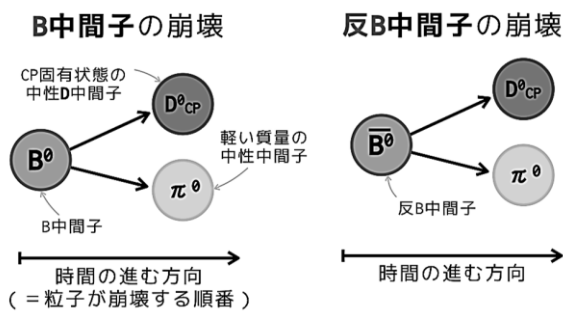 B中間子の崩壊
CP固有状態の
中性D中間子
D⁰CP
軽い質量の
中性中間子
B⁰
π⁰
B中間子
時間の進む方向
(=粒子が崩壊する順番)
反B中間子の崩壊
D⁰CP
B̅⁰
π⁰
反B中間子
時間の進む方向